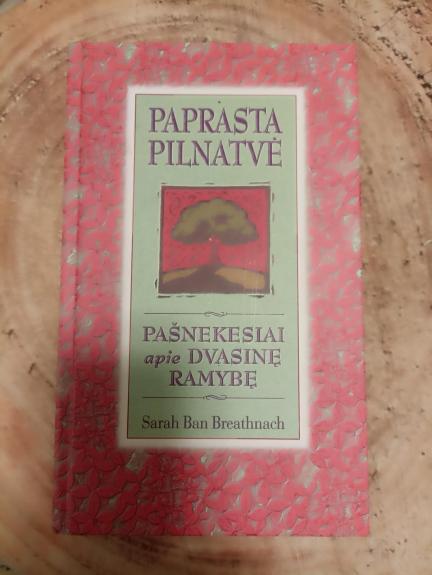 PAPRASTA
PILNATVĖ
PAŠNEKESIAI
apie DVASINĘ
RAMYBĘ
Sarah Ban Breathnach